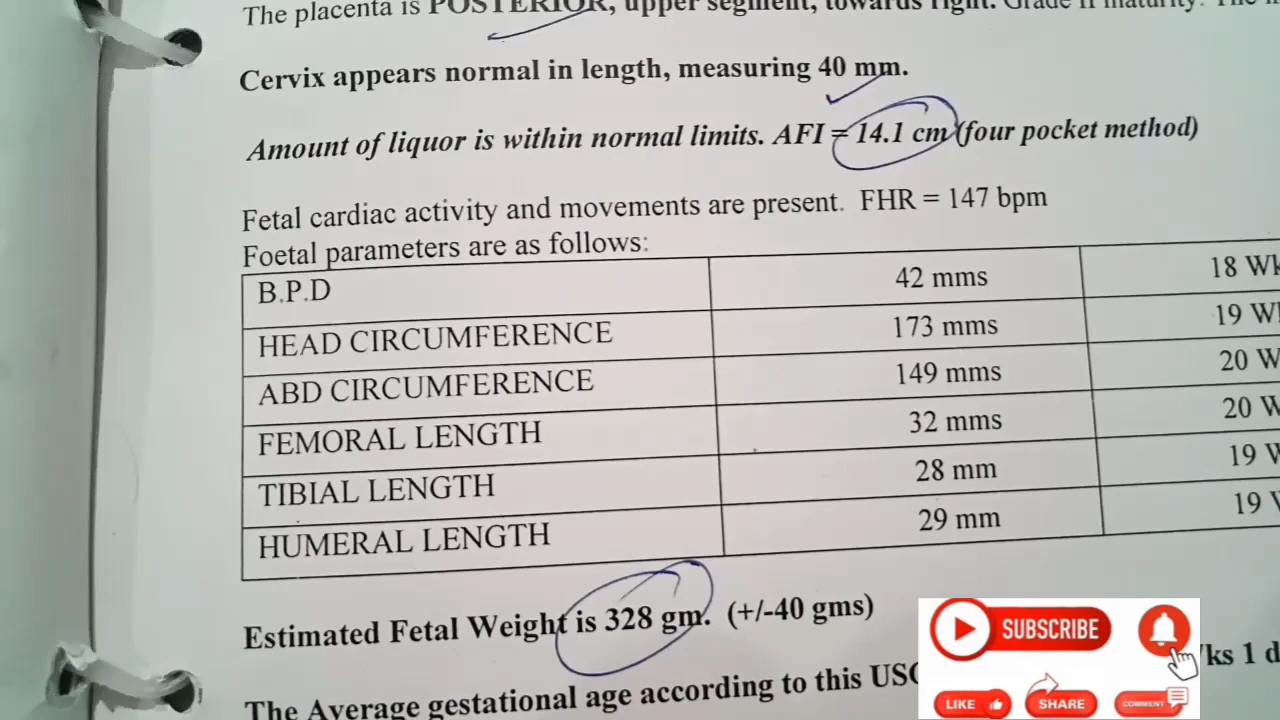 The placenta is POSTERIOR, upper segment, towards right. Grade II maturity. The
Cervix appears normal in length, measuring 40 mm.
Amount of liquor is within normal limits. AFI = 14.1 cm (four pocket method)
Fetal cardiac activity and movements are present. FHR = 147 bpm
Foetal parameters are as follows:
B.P.D 42 mms 18 Wk
HEAD CIRCUMFERENCE 173 mms 19 W
ABD CIRCUMFERENCE 149 mms 20 W
FEMORAL LENGTH 32 mms 20 W
TIBIAL LENGTH 28 mm 19 W
HUMERAL LENGTH 29 mm 19
Estimated Fetal Weight is 328 gm. (+/-40 gms)
The Average gestational age according to this USG ks 1 d
SUBSCRIBE
LIKE SHARE COMMENT